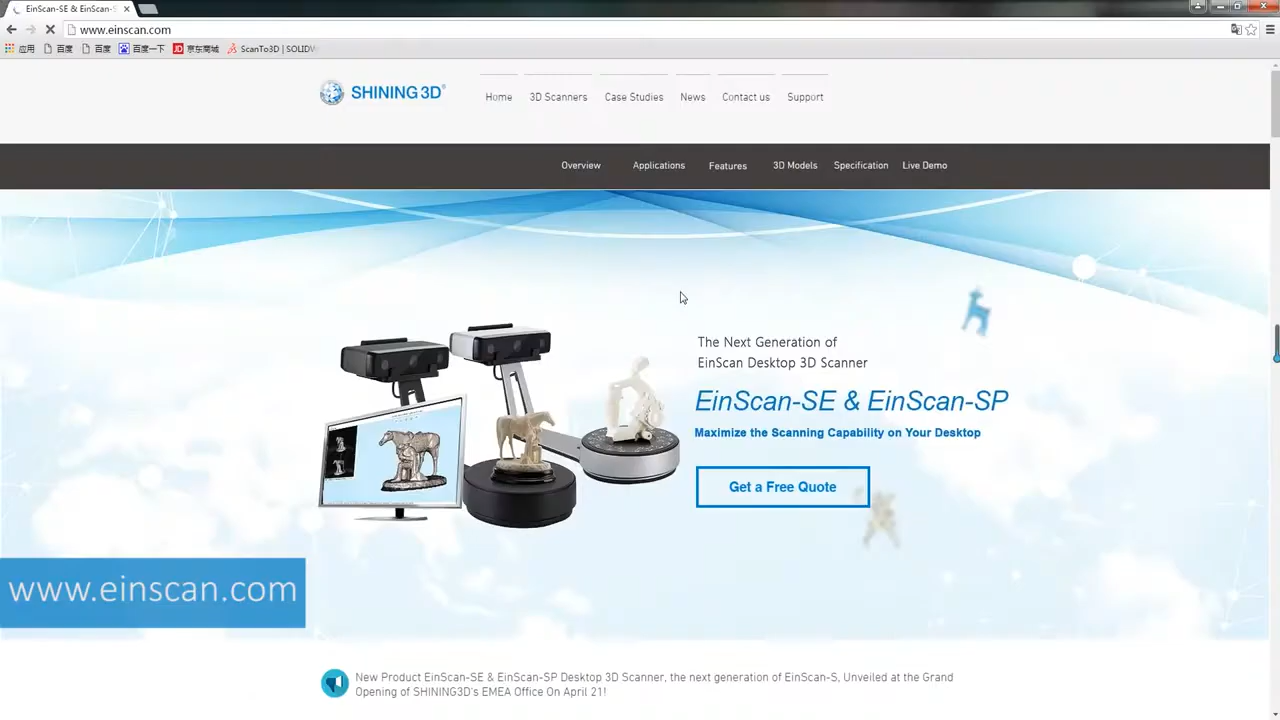 EinScan-SE & EinScan-S
www.einscan.com
应用
百度
百度
百度一下
JD
京东商城
ScanTo3D | SOLIDW
SHINING 3D®
Home
3D Scanners
Case Studies
News
Contact us
Support
Overview
Applications
Features
3D Models
Specification
Live Demo
The Next Generation of
EinScan Desktop 3D Scanner
EinScan-SE & EinScan-SP
Maximize the Scanning Capability on Your Desktop
Get a Free Quote
www.einscan.com
New Product EinScan-SE & EinScan-SP Desktop 3D Scanner, the next generation of EinScan-S, Unveiled at the Grand
Opening of SHINING3D's EMEA Office On April 21!